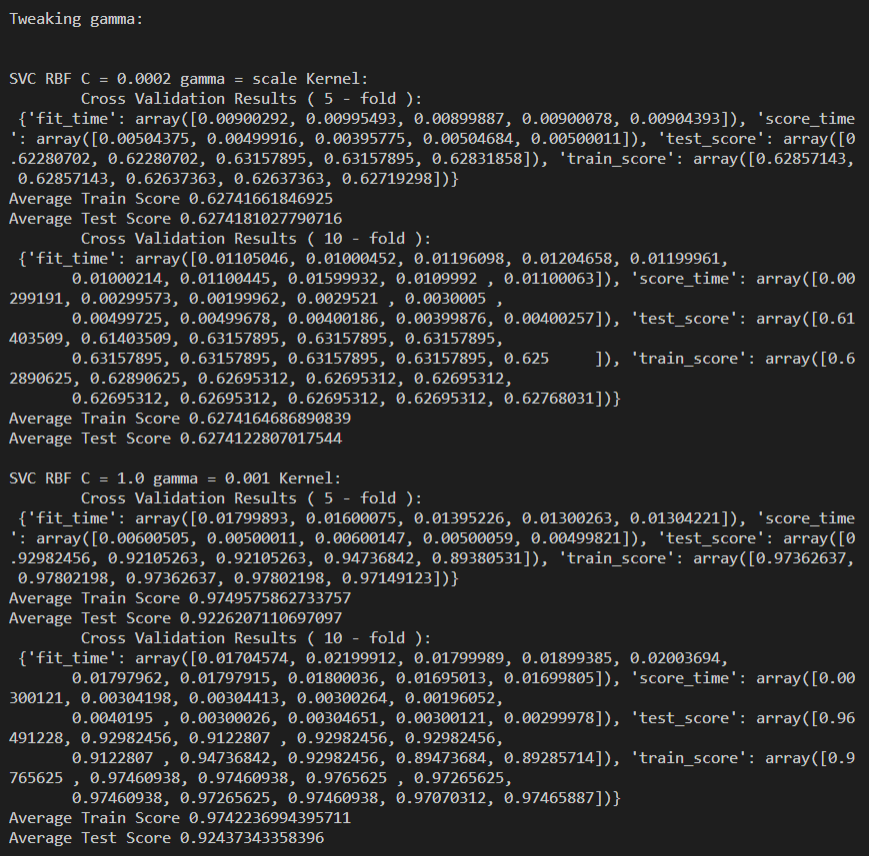 Tweaking gamma:
SVC RBF C = 0.0002 gamma = scale Kernel:
Cross Validation Results ( 5 - fold ):
{'fit_time': array([0.00900292, 0.00995493, 0.00899887, 0.00900078, 0.00904393]), 'score_time
': array([0.00504375, 0.00499916, 0.00395775, 0.00504684, 0.00500011]), 'test_score': array([0
.62280702, 0.62280702, 0.63157895, 0.63157895, 0.62831858]), 'train_score': array([0.62857143,
0.62857143, 0.62637363, 0.62637363, 0.62719298])}
Average Train Score 0.62741661846925
Average Test Score 0.6274181027790716
Cross Validation Results ( 10 - fold ):
{'fit_time': array([0.01105046, 0.01000452, 0.01196098, 0.01204658, 0.01199961,
0.01000214, 0.01100445, 0.01599932, 0.0109992 , 0.01100063]), 'score_time': array([0.00
299191, 0.00299573, 0.00199962, 0.0029521 , 0.0030005 ,
0.00499725, 0.00499678, 0.00400186, 0.00399876, 0.00400257]), 'test_score': array([0.61
403509, 0.61403509, 0.63157895, 0.63157895, 0.63157895,
0.63157895, 0.63157895, 0.63157895, 0.63157895, 0.625     ]), 'train_score': array([0.6
2890625, 0.62890625, 0.62695312, 0.62695312, 0.62695312,
0.62695312, 0.62695312, 0.62695312, 0.62695312, 0.62768031])}
Average Train Score 0.6274164686890839
Average Test Score 0.6274122807017544
SVC RBF C = 1.0 gamma = 0.001 Kernel:
Cross Validation Results ( 5 - fold ):
{'fit_time': array([0.01799893, 0.01600075, 0.01395226, 0.01300263, 0.01304221]), 'score_time
': array([0.00600505, 0.00500011, 0.00600147, 0.00500059, 0.00499821]), 'test_score': array([0
.92982456, 0.92105263, 0.92105263, 0.94736842, 0.89380531]), 'train_score': array([0.97362637,
0.97802198, 0.97362637, 0.97802198, 0.97149123])}
Average Train Score 0.9749575862733757
Average Test Score 0.9226207110697097
Cross Validation Results ( 10 - fold ):
{'fit_time': array([0.01704574, 0.02199912, 0.01799989, 0.01899385, 0.02003694,
0.01797962, 0.01797915, 0.01800036, 0.01695013, 0.01699805]), 'score_time': array([0.00
300121, 0.00304198, 0.00304413, 0.00300264, 0.00196052,
0.0040195 , 0.00300026, 0.00304651, 0.00300121, 0.00299978]), 'test_score': array([0.96
491228, 0.92982456, 0.9122807 , 0.92982456, 0.92982456,
0.9122807 , 0.94736842, 0.92982456, 0.89473684, 0.89285714]), 'train_score': array([0.9
765625 , 0.97460938, 0.97460938, 0.9765625 , 0.97265625,
0.97460938, 0.97265625, 0.97460938, 0.97070312, 0.97465887])}
Average Train Score 0.9742236994395711
Average Test Score 0.92437343358396